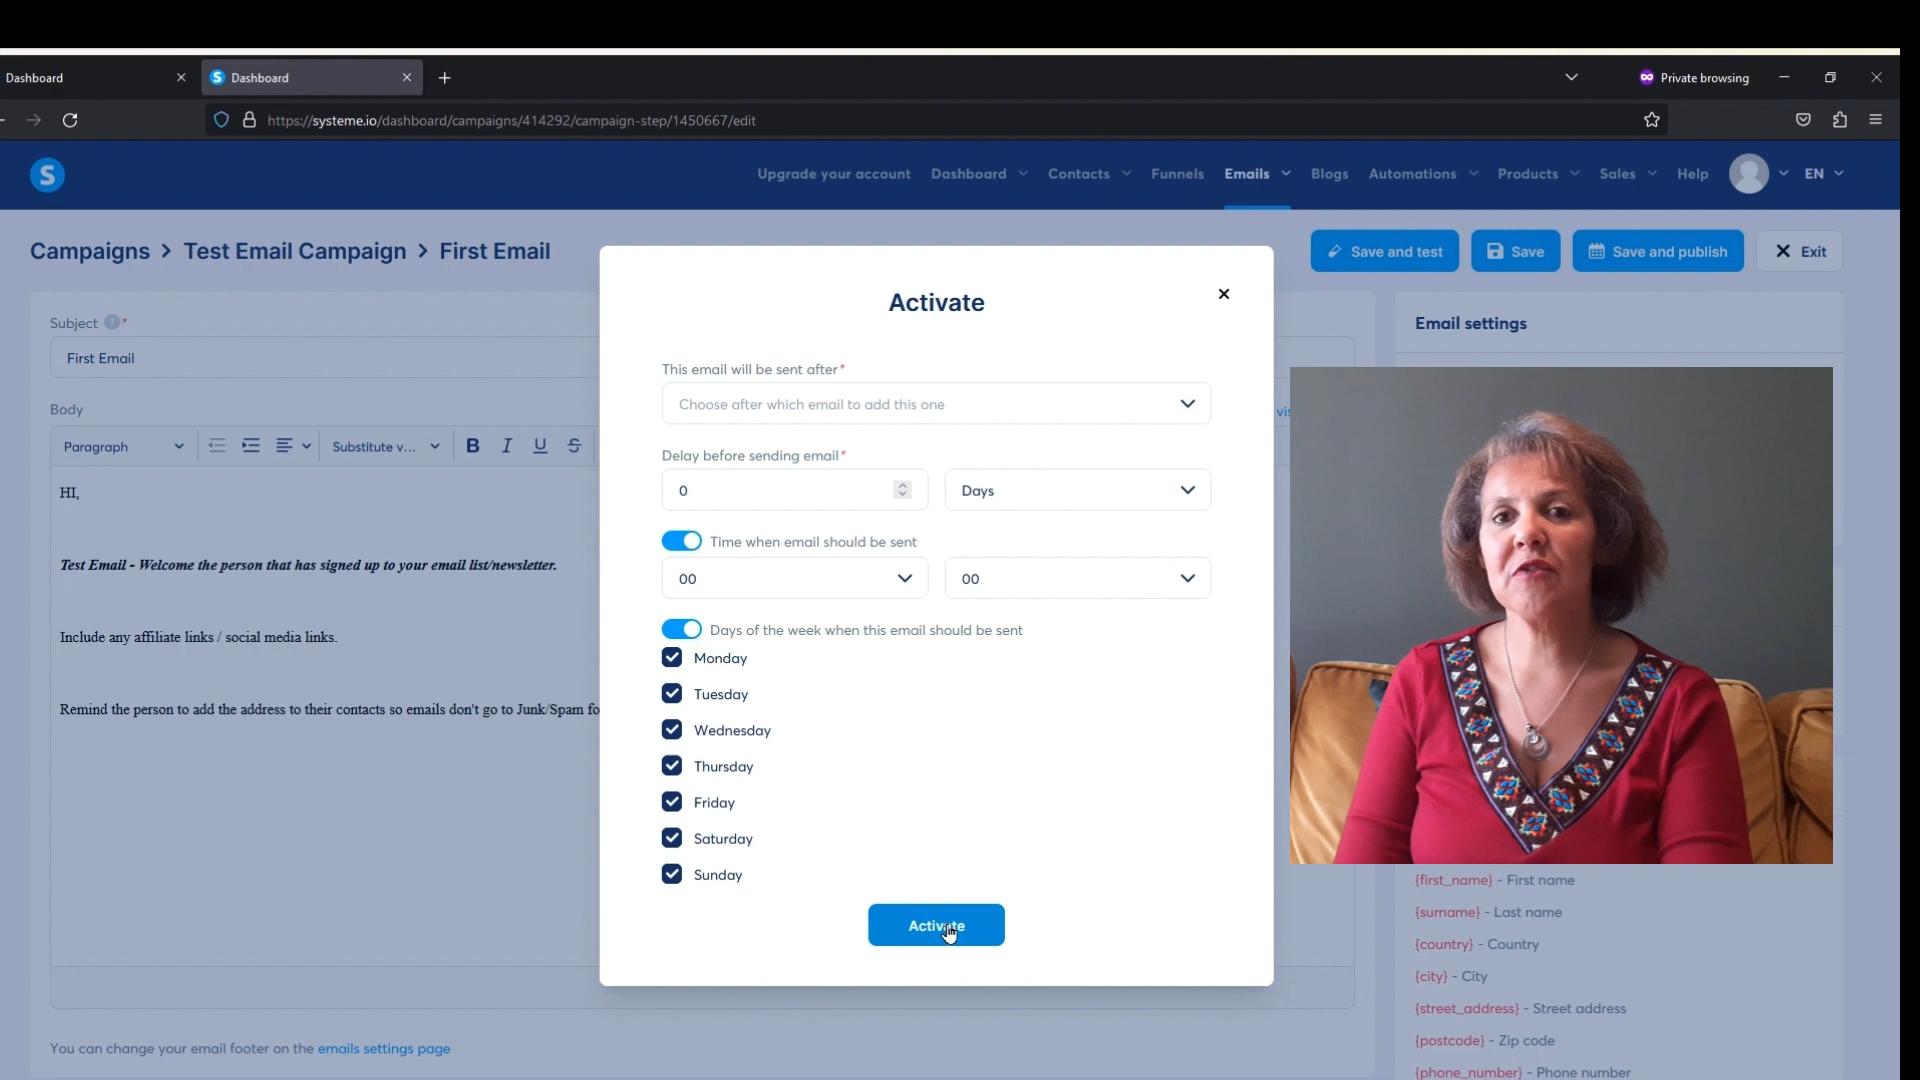 Dashboard
S Dashboard
Private browsing
https://systeme.io/dashboard/campaigns/414292/campaign-step/1450667/edit
S
Upgrade your account Dashboard Contacts Funnels Emails Blogs Automations Products Sales Help EN
Campaigns > Test Email Campaign > First Email
Save and test Save Save and publish Exit
Activate
Subject ? *
First Email
Body
Paragraph Substitute v... B I U S
HI,
Test Email - Welcome the person that has signed up to your email list/newsletter.
Include any affiliate links / social media links.
Remind the person to add the address to their contacts so emails don't go to Junk/Spam fo
You can change your email footer on the emails settings page
This email will be sent after*
Choose after which email to add this one
Delay before sending email*
0 Days
Time when email should be sent
00 00
Days of the week when this email should be sent
Monday
Tuesday
Wednesday
Thursday
Friday
Saturday
Sunday
Activate
Email settings
{first_name} - First name
{surname} - Last name
{country} - Country
{city} - City
{street_address} - Street address
{postcode} - Zip code
{phone_number} - Phone number